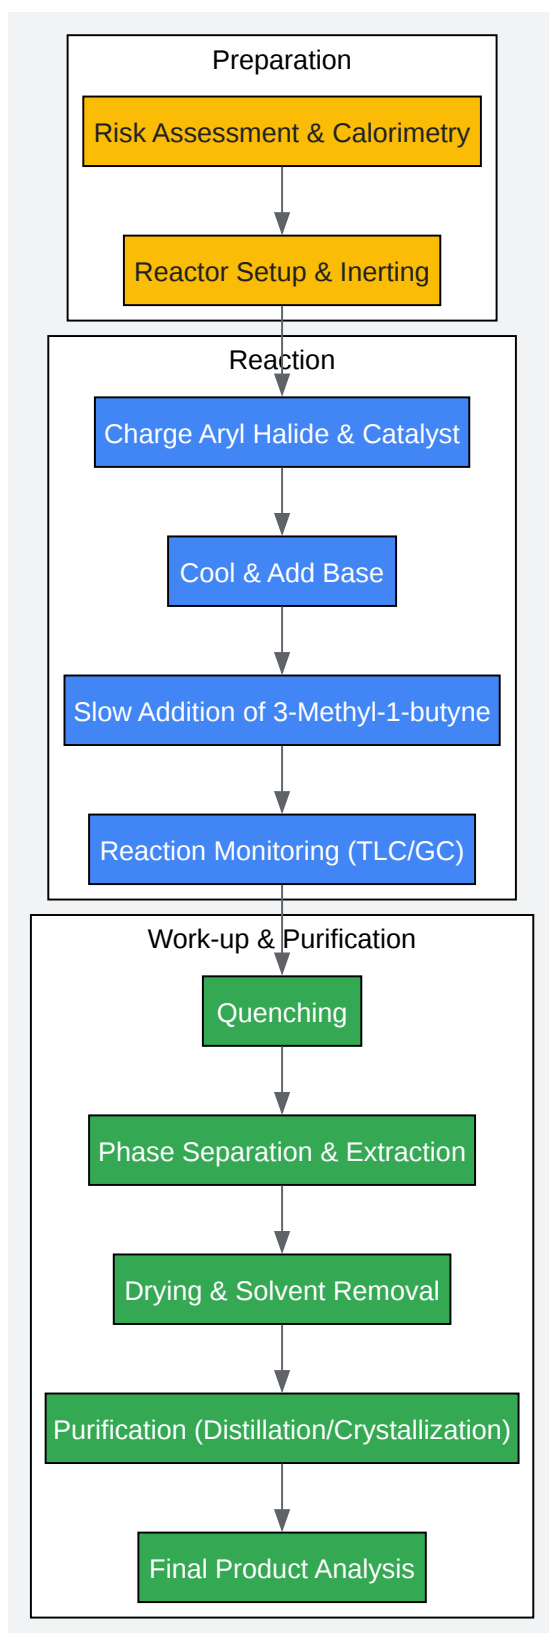 Preparation
Risk Assessment & Calorimetry
Reactor Setup & Inerting
Reaction
Charge Aryl Halide & Catalyst
Cool & Add Base
Slow Addition of 3-Methyl-1-butyne
Reaction Monitoring (TLC/GC)
Work-up & Purification
Quenching
Phase Separation & Extraction
Drying & Solvent Removal
Purification (Distillation/Crystallization)
Final Product Analysis